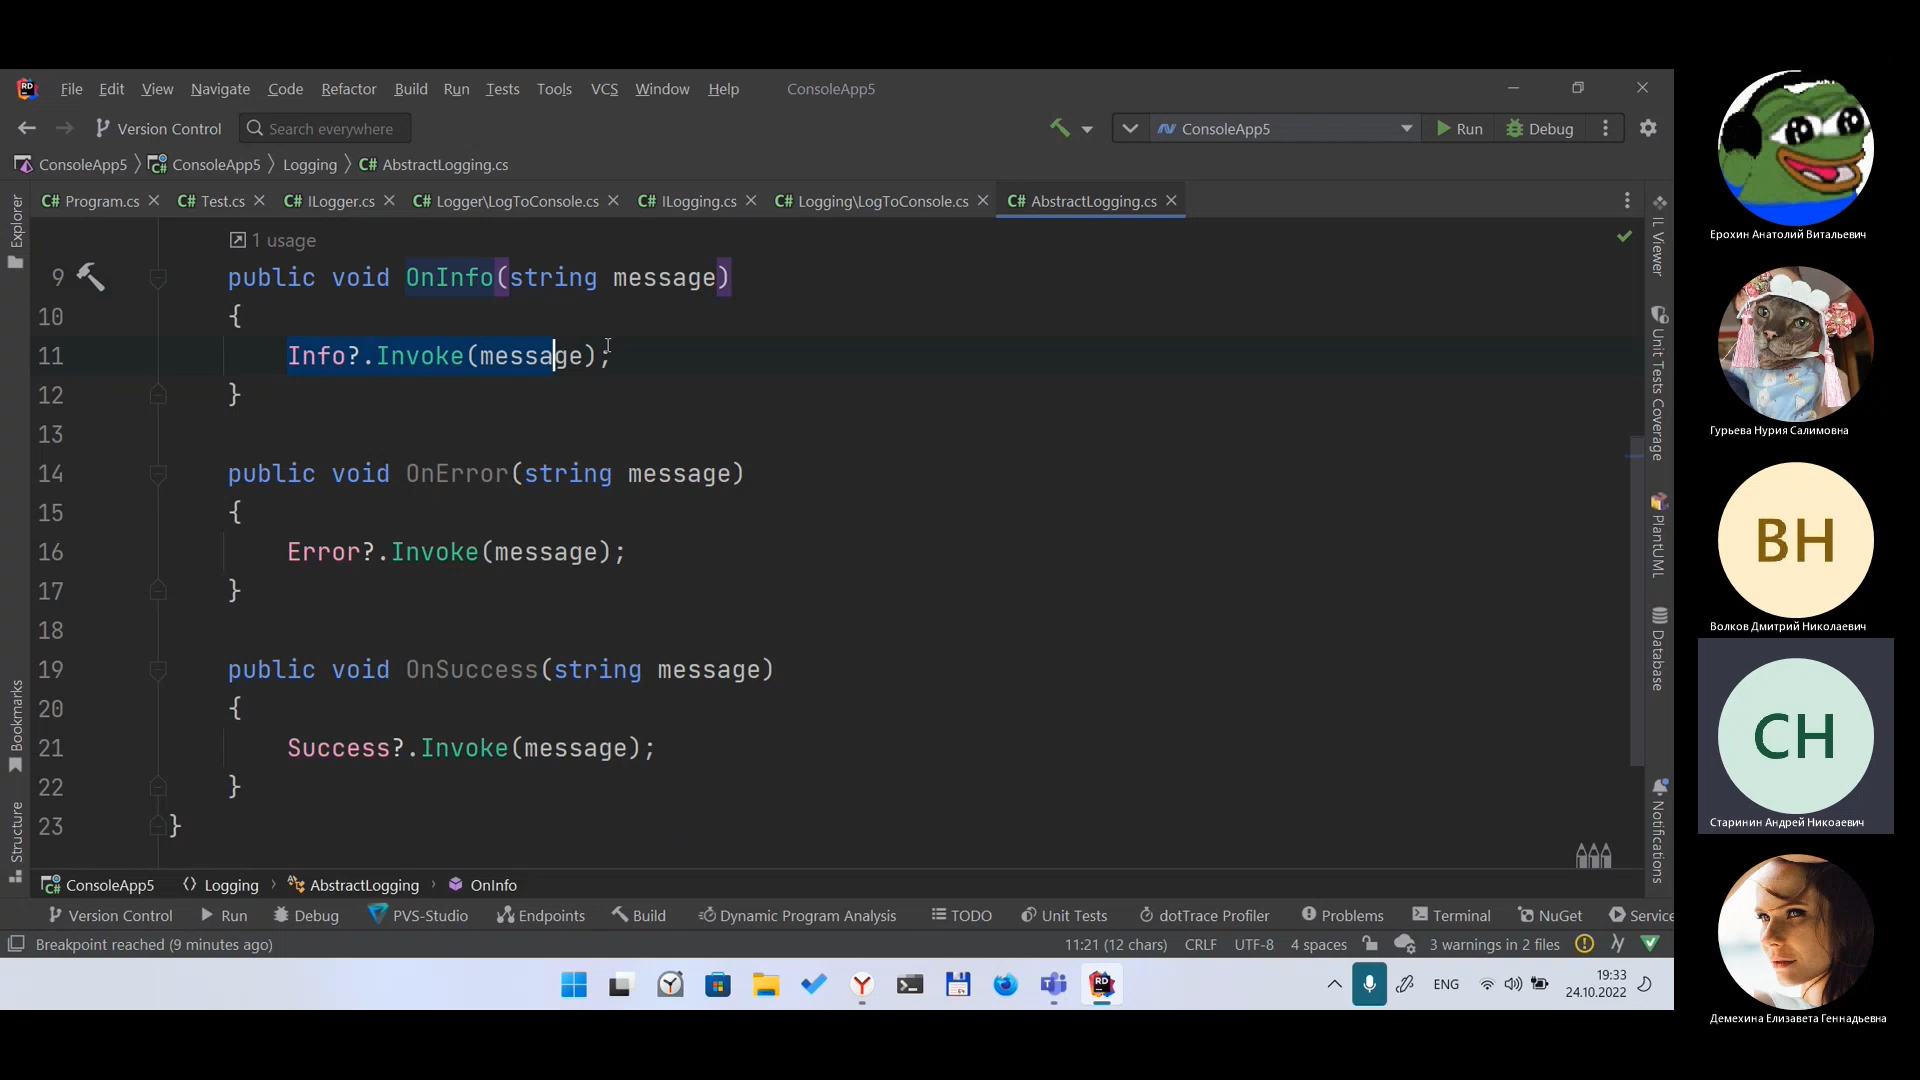 File Edit View Navigate Code Refactor Build Run Tests Tools VCS Window Help ConsoleApp5
Version Control Search everywhere ConsoleApp5 Run Debug
ConsoleApp5 ConsoleApp5 Logging C# AbstractLogging.cs
C# Program.cs C# Test.cs C# ILogger.cs C# Logger\LogToConsole.cs C# ILogging.cs C# Logging\LogToConsole.cs C# AbstractLogging.cs
1 usage
9 public void OnInfo(string message)
10 {
11 Info?.Invoke(message);
12 }
13
14 public void OnError(string message)
15 {
16 Error?.Invoke(message);
17 }
18
19 public void OnSuccess(string message)
20 {
21 Success?.Invoke(message);
22 }
23 }
Explorer
Bookmarks
Structure
IL Viewer
Unit Tests Coverage
PlantUML
Database
Notifications
ConsoleApp5 Logging AbstractLogging OnInfo
Version Control Run Debug PVS-Studio Endpoints Build Dynamic Program Analysis TODO Unit Tests dotTrace Profiler Problems Terminal NuGet Service
Breakpoint reached (9 minutes ago) 11:21 (12 chars) CRLF UTF-8 4 spaces 3 warnings in 2 files
ENG 19:33
24.10.2022
Ерохин Анатолий Витальевич
Гурьева Нурия Салимовна
ВН
Волков Дмитрий Николаевич
СН
Старинин Андрей Никоаевич
Демехина Елизавета Геннадьевна